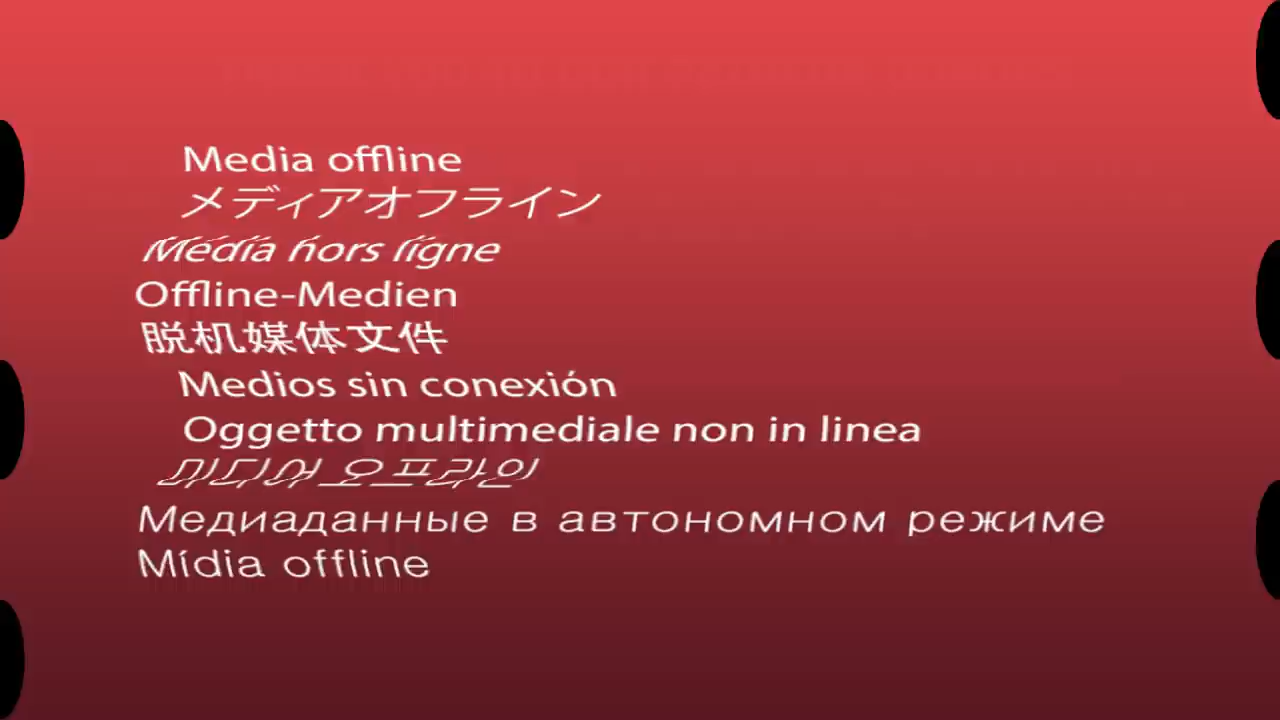 Media offline
メディアオフライン
Média hors ligne
Offline-Medien
脱机媒体文件
Medios sin conexión
Oggetto multimediale non in linea
미디어 오프라인
Медиаданные в автономном режиме
Mídia offline